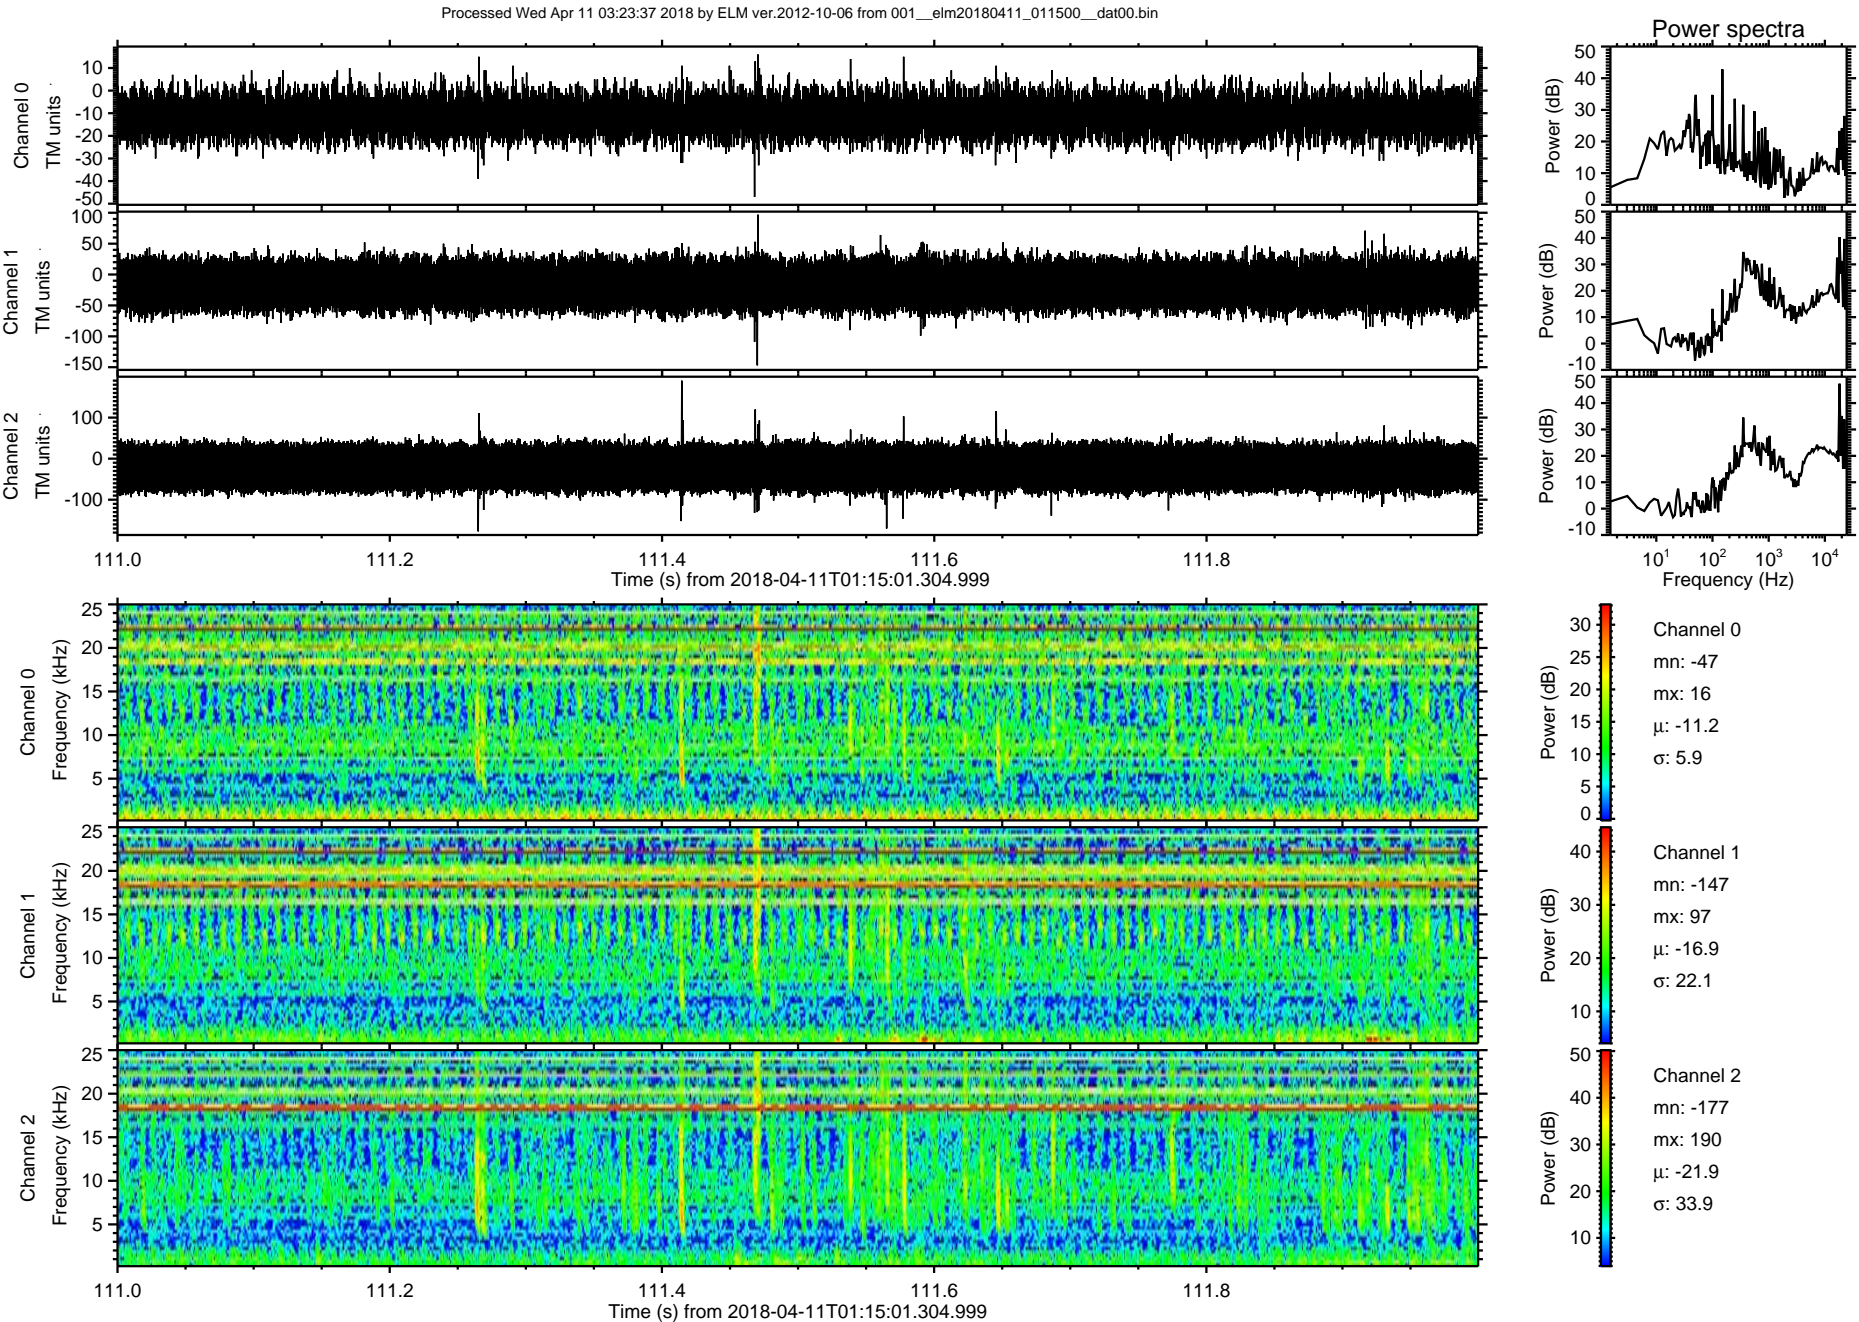 Processed Wed Apr 11 03:23:37 2018 by ELM ver.2012-10-06 from 001__elm20180411_011500__dat00.bin
Power spectra
Channel 0
TM units
10
0
-10
-20
-30
-40
-50
Power (dB)
50
40
30
20
10
0
Channel 1
TM units
100
50
0
-50
-100
-150
Power (dB)
50
40
30
20
10
0
-10
Channel 2
TM units
100
0
-100
Power (dB)
50
40
30
20
10
0
-10
111.0 111.2 111.4 111.6 111.8
Time (s) from 2018-04-11T01:15:01.304.999
10¹ 10² 10³ 10⁴
Frequency (Hz)
Channel 0
Frequency (kHz)
25
20
15
10
5
Power (dB)
30
25
20
15
10
5
0
Channel 0
mn: -47
mx: 16
μ: -11.2
σ: 5.9
Channel 1
Frequency (kHz)
25
20
15
10
5
Power (dB)
40
30
20
10
Channel 1
mn: -147
mx: 97
μ: -16.9
σ: 22.1
Channel 2
Frequency (kHz)
25
20
15
10
5
Power (dB)
50
40
30
20
10
Channel 2
mn: -177
mx: 190
μ: -21.9
σ: 33.9
111.0 111.2 111.4 111.6 111.8
Time (s) from 2018-04-11T01:15:01.304.999